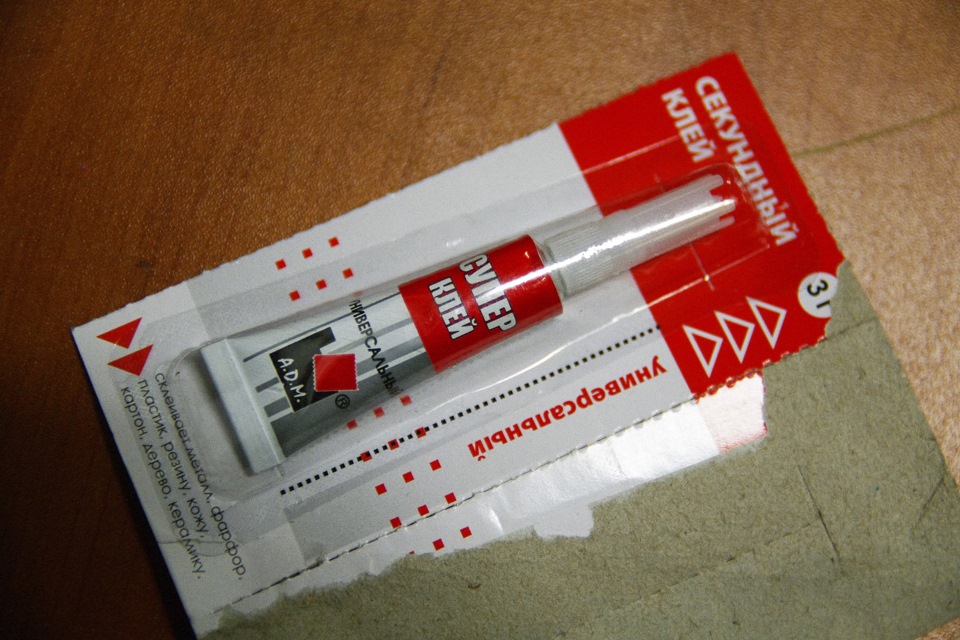 СЕКУНДНЫЙ
КЛЕЙ
3 г
СУПЕР
КЛЕЙ
УНИВЕРСАЛЬНЫЙ
A.D.M.
®
универсальный
склеивает металл, фарфор,
пластик, резину, кожу,
картон, дерево, керамику.